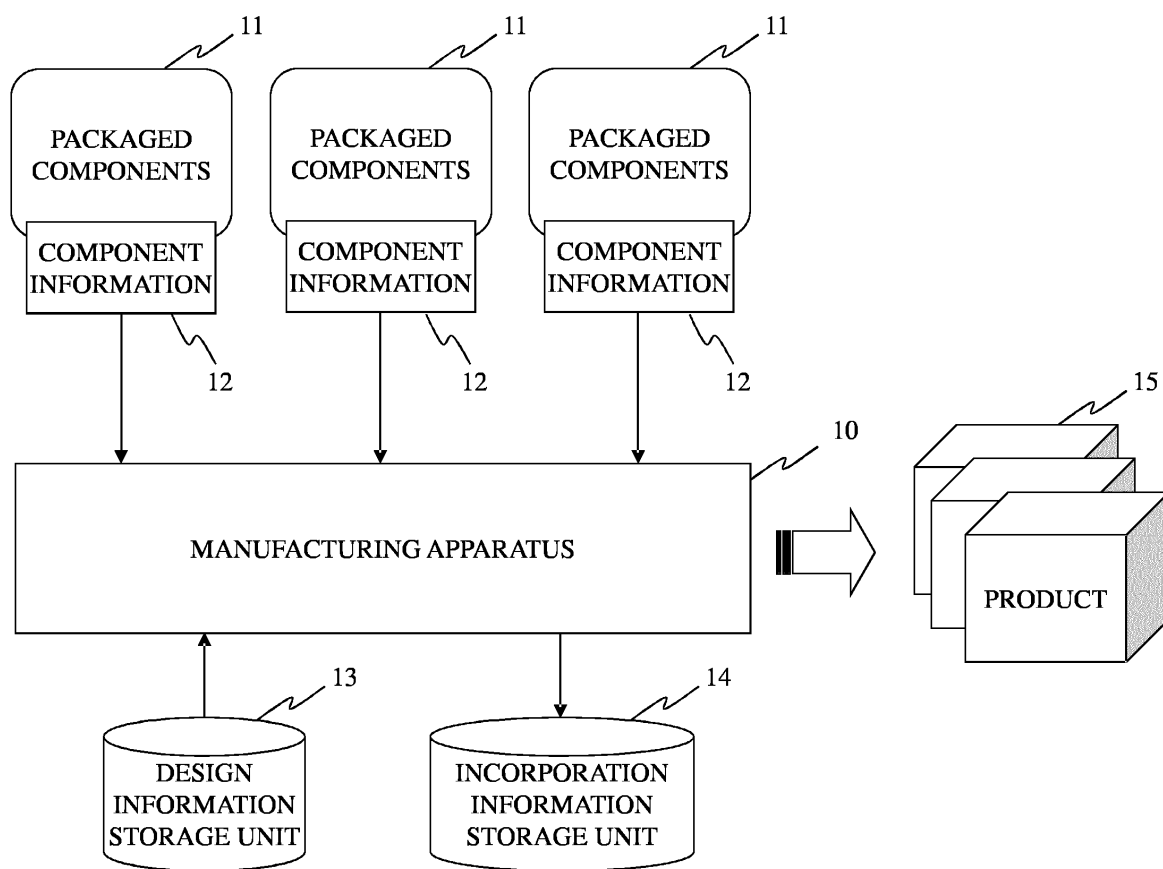 11
11
11
PACKAGED
COMPONENTS
PACKAGED
COMPONENTS
PACKAGED
COMPONENTS
COMPONENT
INFORMATION
COMPONENT
INFORMATION
COMPONENT
INFORMATION
12
12
12
10
15
MANUFACTURING APPARATUS
PRODUCT
13
14
DESIGN
INFORMATION
STORAGE UNIT
INCORPORATION
INFORMATION
STORAGE UNIT